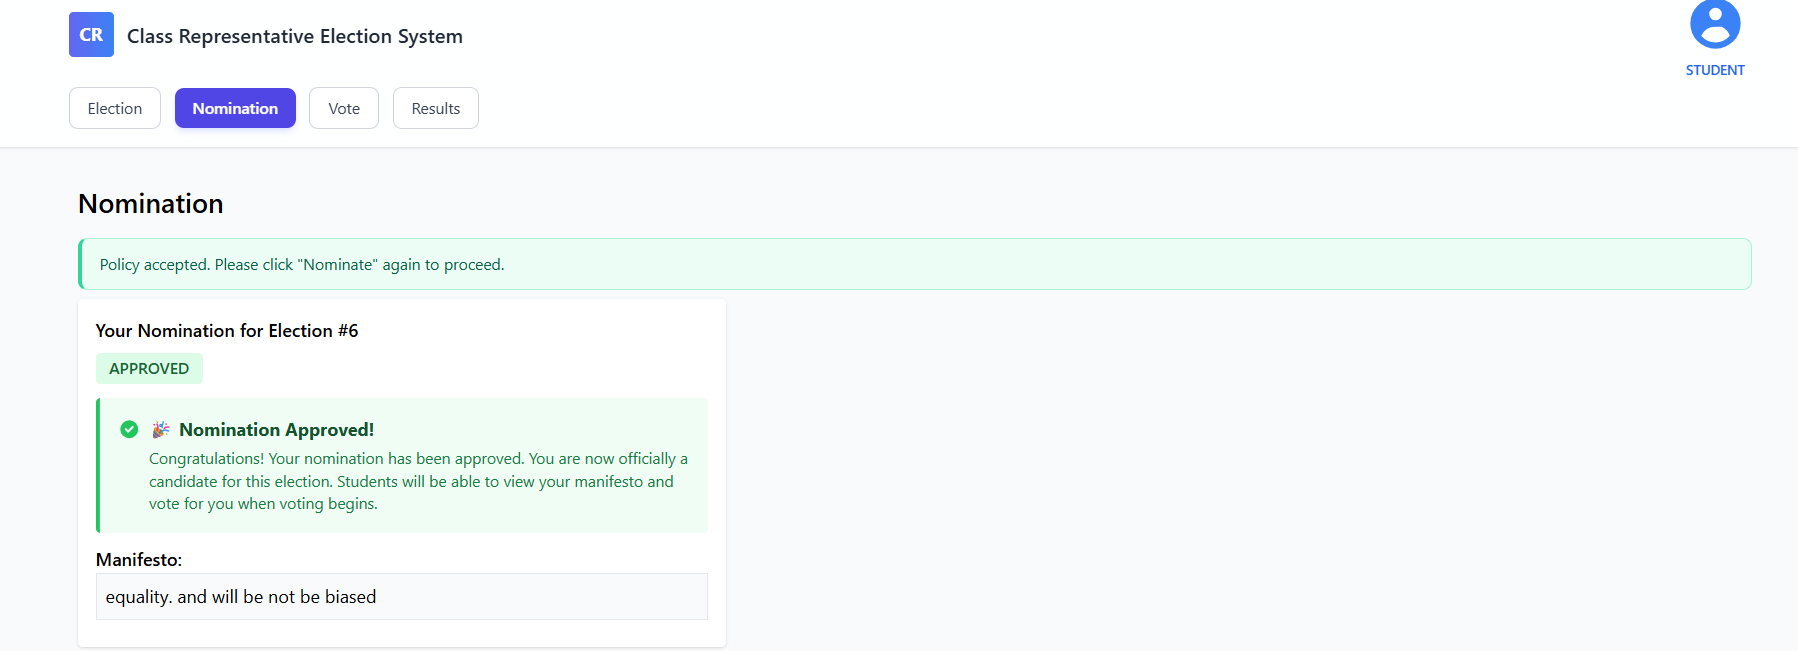 CR Class Representative Election System
STUDENT
Election Nomination Vote Results
Nomination
Policy accepted. Please click "Nominate" again to proceed.
Your Nomination for Election #6
APPROVED
🎉 Nomination Approved!
Congratulations! Your nomination has been approved. You are now officially a
candidate for this election. Students will be able to view your manifesto and
vote for you when voting begins.
Manifesto:
equality. and will be not be biased